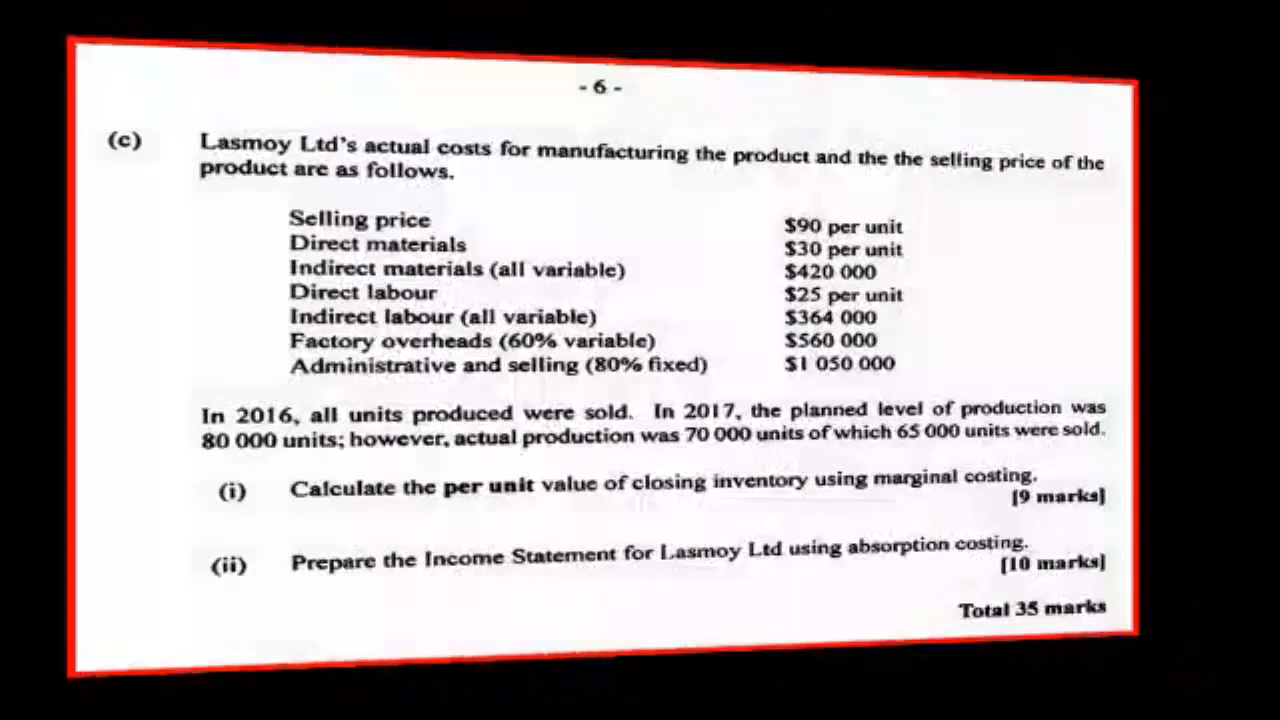 - 6 -
(c) Lasmoy Ltd's actual costs for manufacturing the product and the the selling price of the
product are as follows.
Selling price $90 per unit
Direct materials $30 per unit
Indirect materials (all variable) $420 000
Direct labour $25 per unit
Indirect labour (all variable) $364 000
Factory overheads (60% variable) $560 000
Administrative and selling (80% fixed) $1 050 000
In 2016, all units produced were sold. In 2017, the planned level of production was
80 000 units; however, actual production was 70 000 units of which 65 000 units were sold.
(i) Calculate the per unit value of closing inventory using marginal costing.
[9 marks]
(ii) Prepare the Income Statement for Lasmoy Ltd using absorption costing.
[10 marks]
Total 35 marks